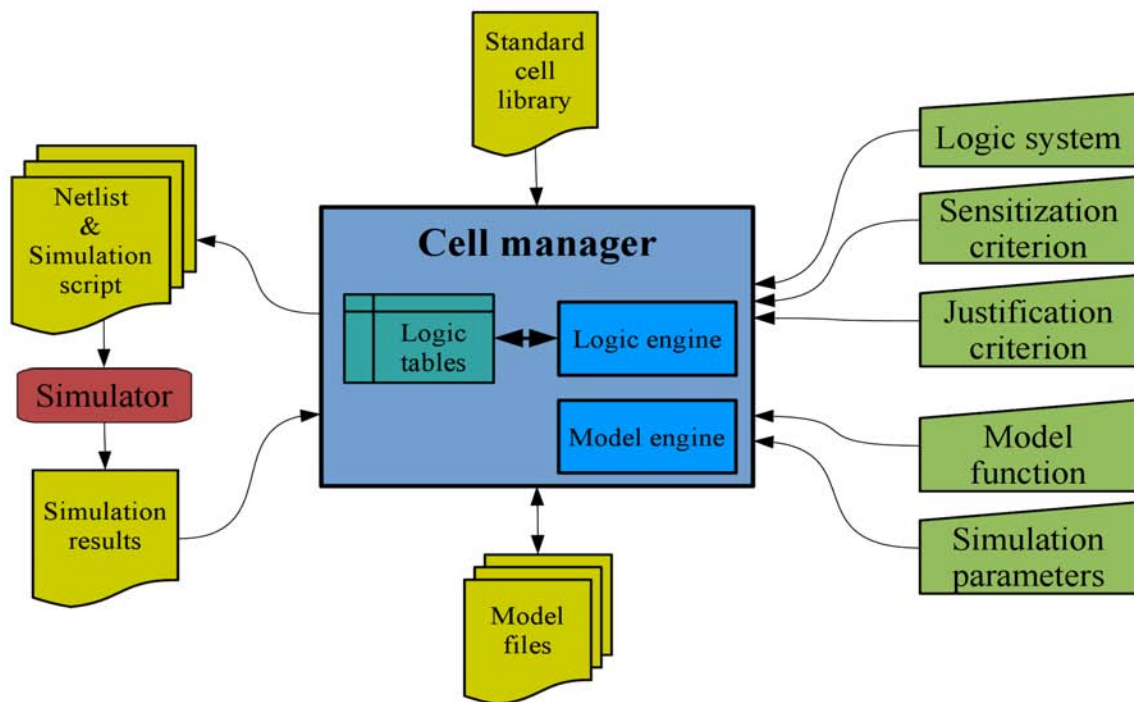 Standard
cell
library
Netlist
&
Simulation
script
Simulator
Simulation
results
Cell manager
Logic
tables
Logic engine
Model engine
Model
files
Logic system
Sensitization
criterion
Justification
criterion
Model
function
Simulation
parameters